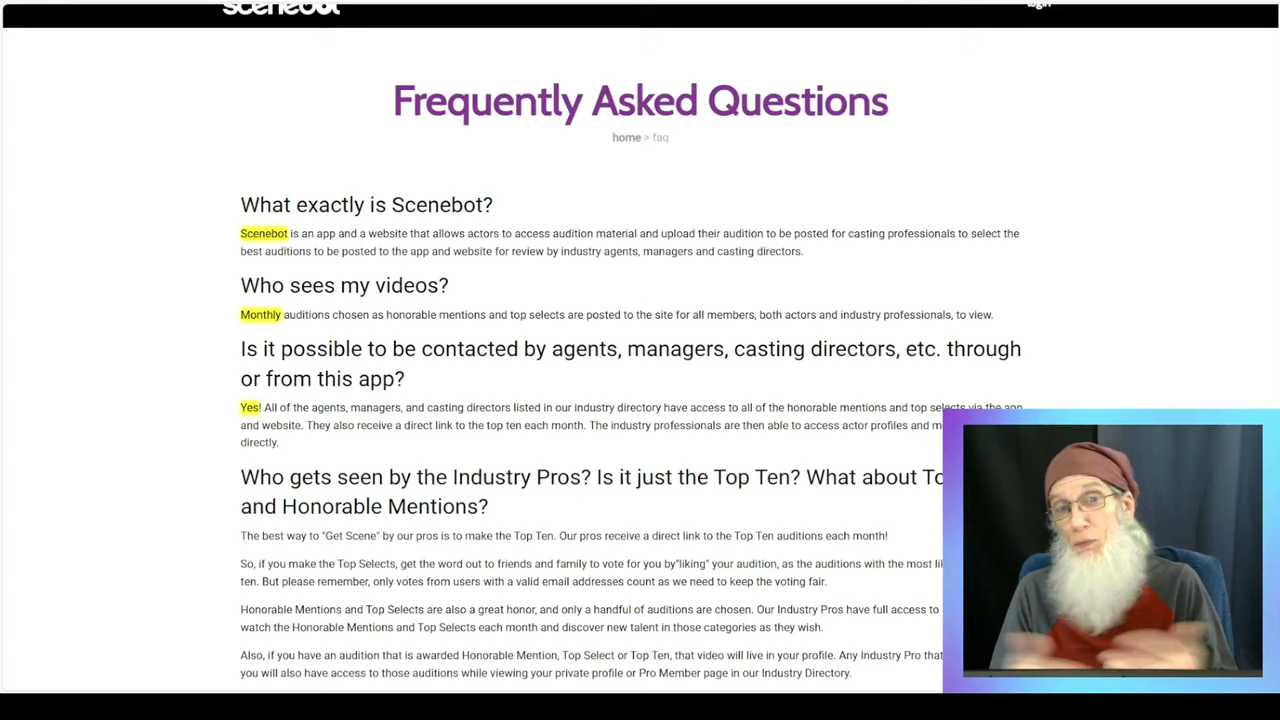 scenebot
login
Frequently Asked Questions
home > faq
What exactly is Scenebot?
Scenebot is an app and a website that allows actors to access audition material and upload their audition to be posted for casting professionals to select the
best auditions to be posted to the app and website for review by industry agents, managers and casting directors.
Who sees my videos?
Monthly auditions chosen as honorable mentions and top selects are posted to the site for all members, both actors and industry professionals, to view.
Is it possible to be contacted by agents, managers, casting directors, etc. through
or from this app?
Yes! All of the agents, managers, and casting directors listed in our industry directory have access to all of the honorable mentions and top selects via the app
and website. They also receive a direct link to the top ten each month. The industry professionals are then able to access actor profiles and
directly.
Who gets seen by the Industry Pros? Is it just the Top Ten? What about
and Honorable Mentions?
The best way to "Get Scene" by our pros is to make the Top Ten. Our pros receive a direct link to the Top Ten auditions each month!
So, if you make the Top Selects, get the word out to friends and family to vote for you by"liking" your audition, as the auditions with the most
ten. But please remember, only votes from users with a valid email addresses count as we need to keep the voting fair.
Honorable Mentions and Top Selects are also a great honor, and only a handful of auditions are chosen. Our Industry Pros have full access to
watch the Honorable Mentions and Top Selects each month and discover new talent in those categories as they wish.
Also, if you have an audition that is awarded Honorable Mention, Top Select or Top Ten, that video will live in your profile. Any Industry Pro
you will also have access to those auditions while viewing your private profile or Pro Member page in our Industry Directory.